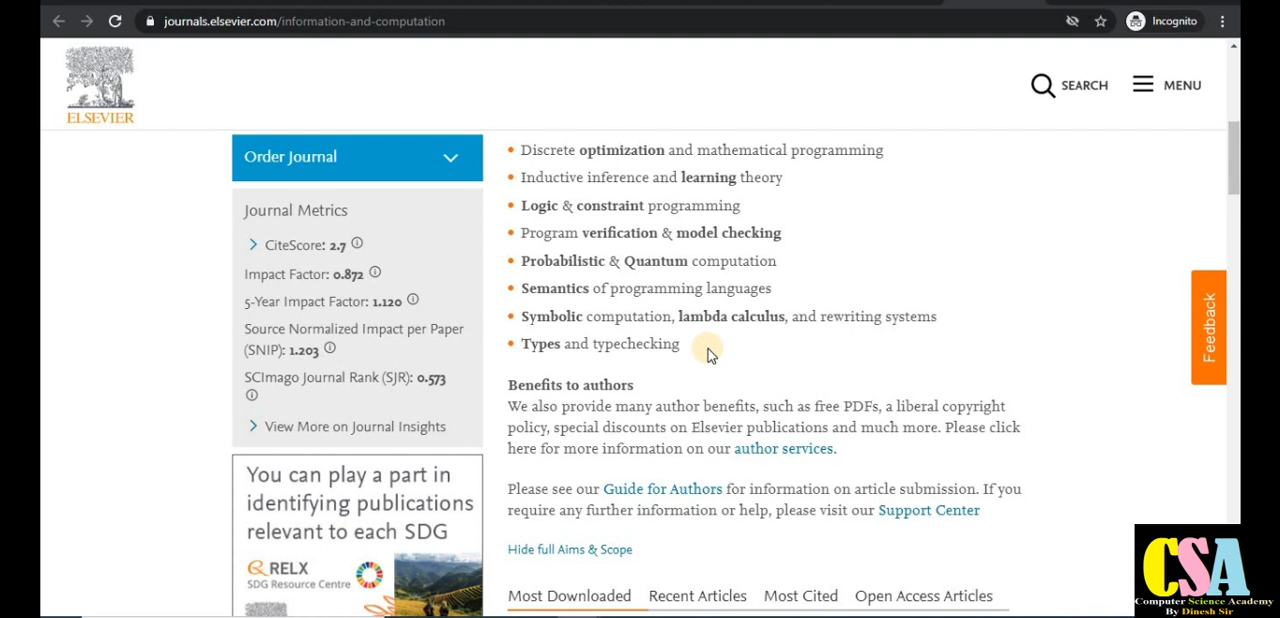 journals.elsevier.com/information-and-computation
Incognito
ELSEVIER
SEARCH
MENU
Order Journal
Journal Metrics
CiteScore: 2.7
Impact Factor: 0.872
5-Year Impact Factor: 1.120
Source Normalized Impact per Paper
(SNIP): 1.203
SCImago Journal Rank (SJR): 0.573
View More on Journal Insights
You can play a part in
identifying publications
relevant to each SDG
RELX
SDG Resource Centre
• Discrete optimization and mathematical programming
• Inductive inference and learning theory
• Logic & constraint programming
• Program verification & model checking
• Probabilistic & Quantum computation
• Semantics of programming languages
• Symbolic computation, lambda calculus, and rewriting systems
• Types and typechecking
Benefits to authors
We also provide many author benefits, such as free PDFs, a liberal copyright
policy, special discounts on Elsevier publications and much more. Please click
here for more information on our author services.
Please see our Guide for Authors for information on article submission. If you
require any further information or help, please visit our Support Center
Hide full Aims & Scope
Most Downloaded Recent Articles Most Cited Open Access Articles
Feedback
CSA
Computer Science Academy
By Dinesh Sir